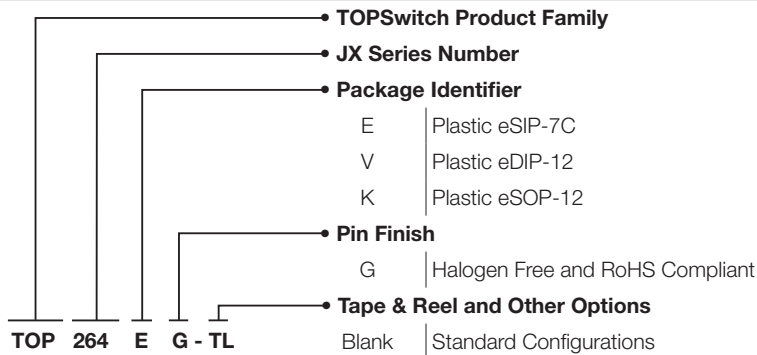 TOPSwitch Product Family
JX Series Number
Package Identifier
E Plastic eSIP-7C
V Plastic eDIP-12
K Plastic eSOP-12
Pin Finish
G Halogen Free and RoHS Compliant
Tape & Reel and Other Options
TOP 264 E G - TL Blank Standard Configurations